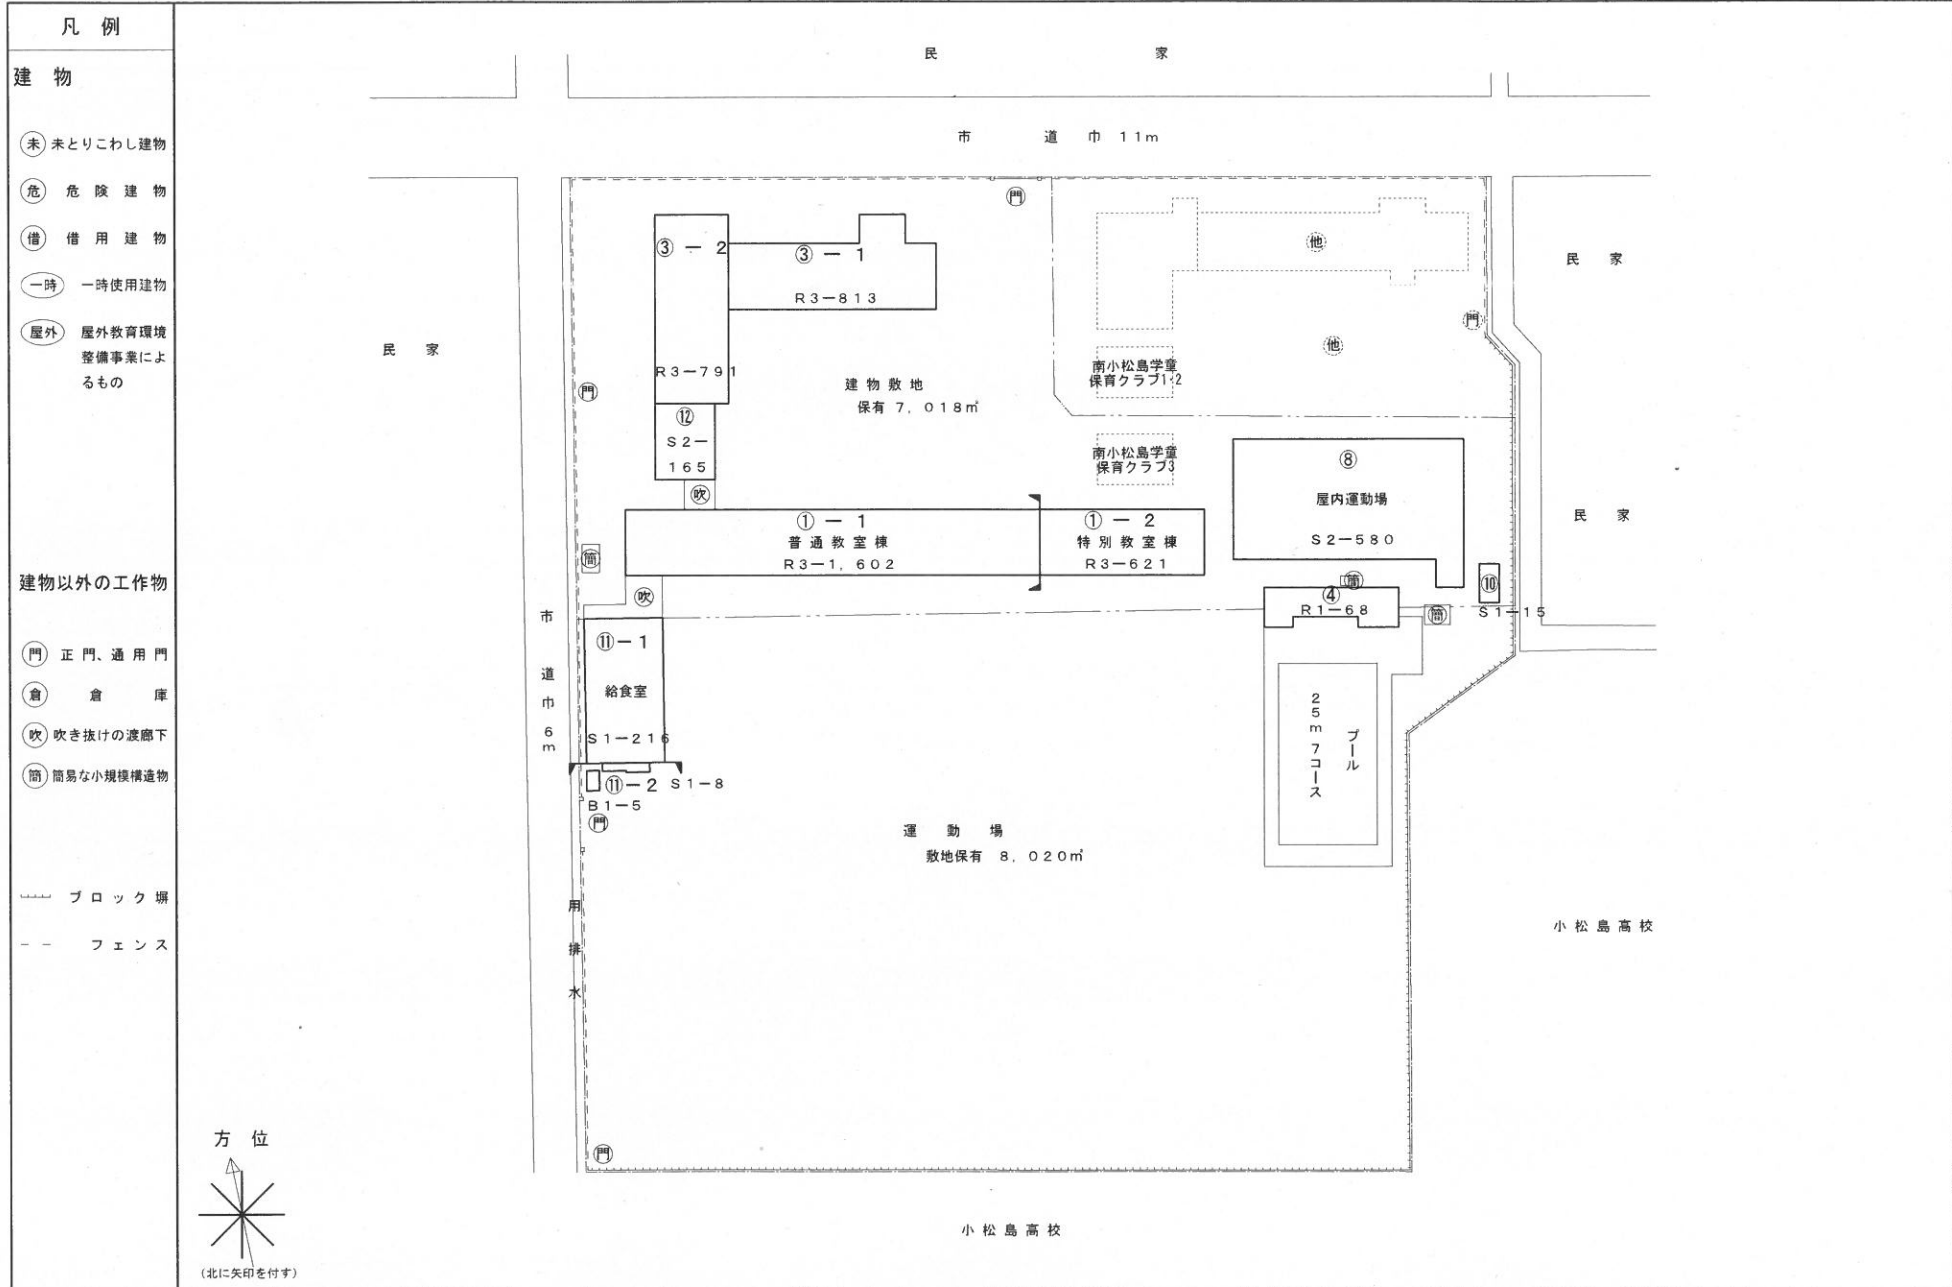 凡 例
建 物
未 未とりこわし建物
危 危 険 建 物
借 借 用 建 物
一時 一時使用建物
屋外 屋外教育環境
整備事業によ
るもの
建物以外の工作物
門 正門、通用門
倉 倉 庫
吹 吹き抜けの渡廊下
簡 簡易な小規模構造物
ブロック塀
フェンス
方 位
(北に矢印を付す)
民 家
市 道 巾 11m
門
③-2
③-1
R3-813
R3-791
他
他
門
民 家
民 家
門
⑫
S2-
165
吹
建物敷地
保有 7,018㎡
南小松島学童
保育クラブ1・2
南小松島学童
保育クラブ3
⑧
屋内運動場
S2-580
民 家
①-1
普通教室棟
R3-1,602
①-2
特別教室棟
R3-621
簡
吹
簡
④
R1-68
簡
⑩
S1-15
市 道 巾 6m
⑪-1
給食室
S1-216
⑪-2
S1-8
B1-5
門
プール
25m 7コース
運 動 場
敷地保有 8,020㎡
用 排 水
小松島高校
門
小松島高校